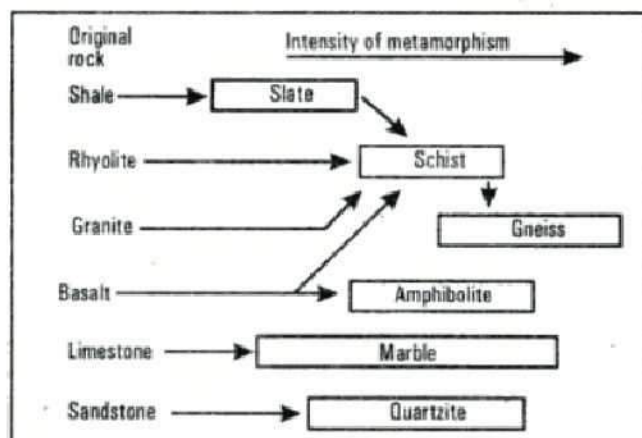 Original
rock
Intensity of metamorphism
Shale
Slate
Rhyolite
Schist
Granite
Gneiss
Basalt
Amphibolite
Limestone
Marble
Sandstone
Quartzite